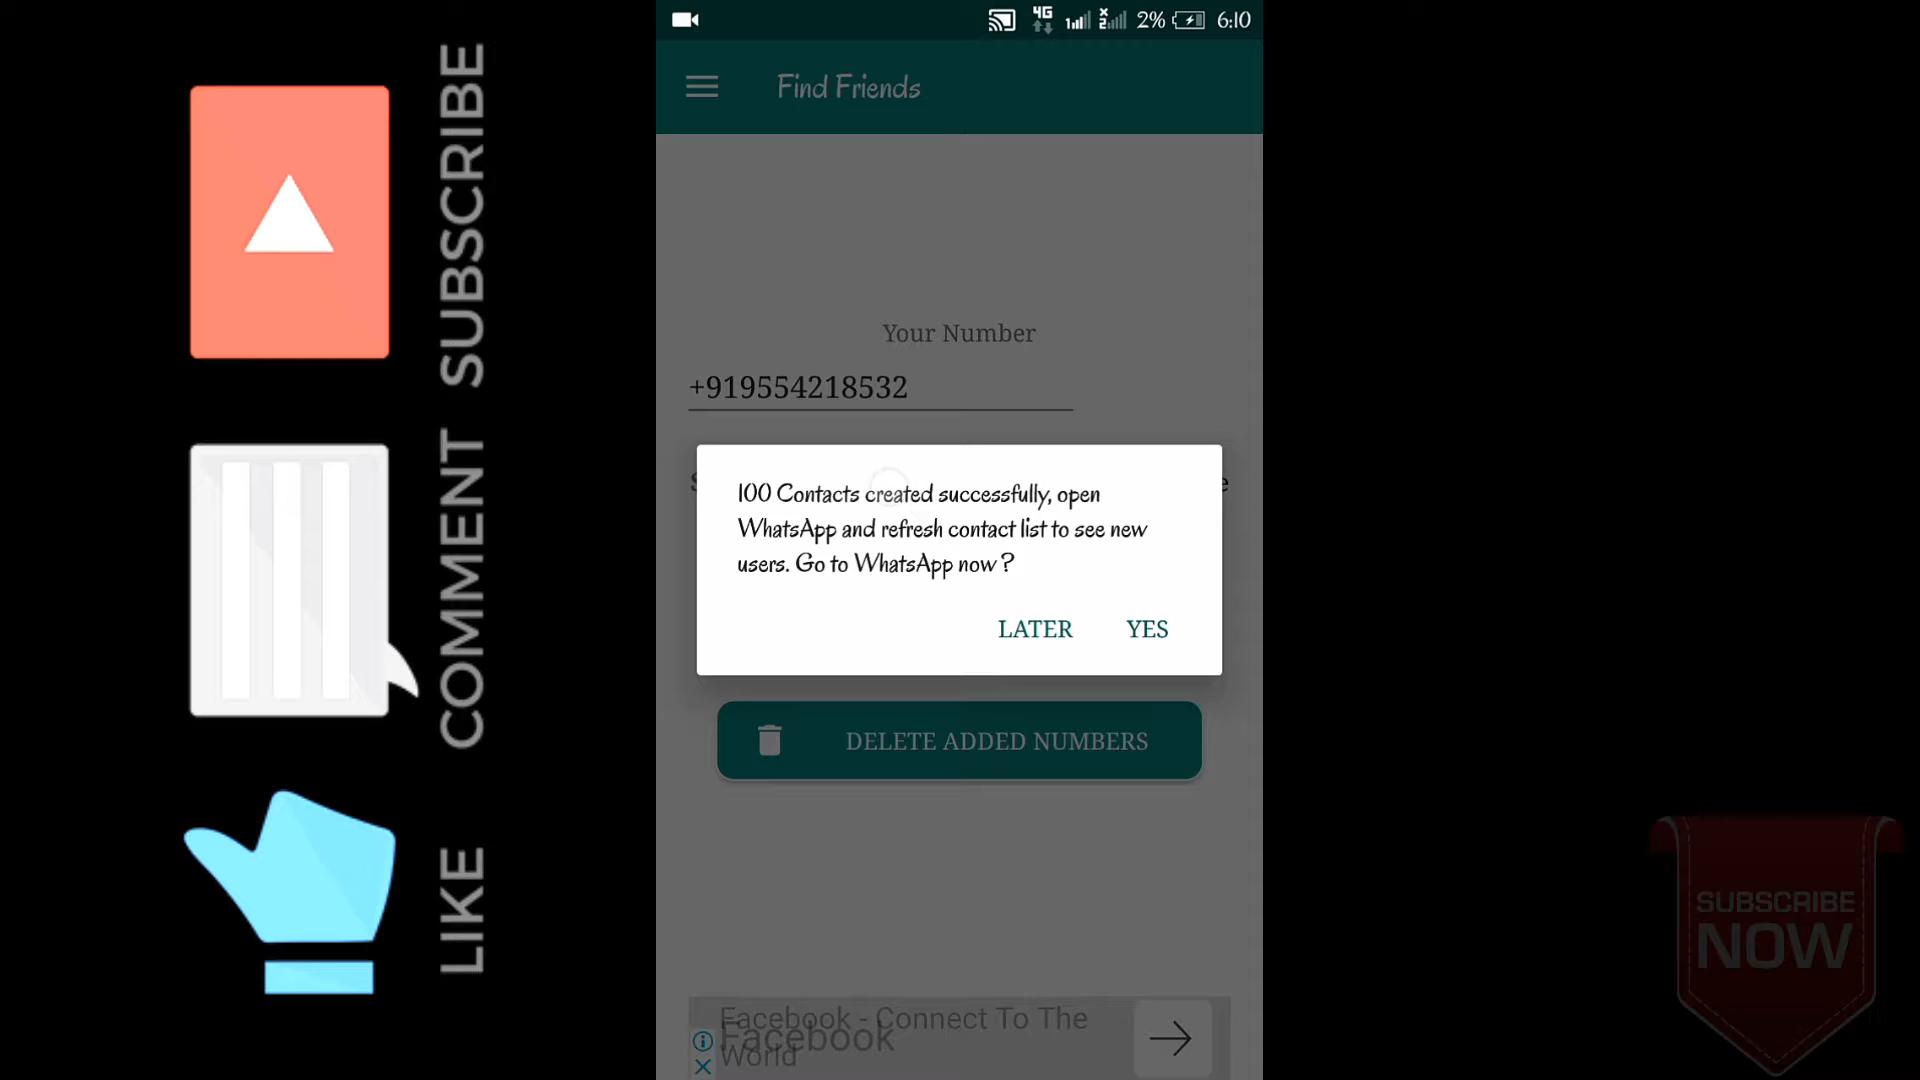 SUBSCRIBE
COMMENT
LIKE
4G
x
2
2%
6:10
Find Friends
Your Number
+919554218532
100 Contacts created successfully, open
WhatsApp and refresh contact list to see new
users. Go to WhatsApp now ?
LATER YES
DELETE ADDED NUMBERS
Facebook - Connect To The
World
Facebook
SUBSCRIBE
NOW